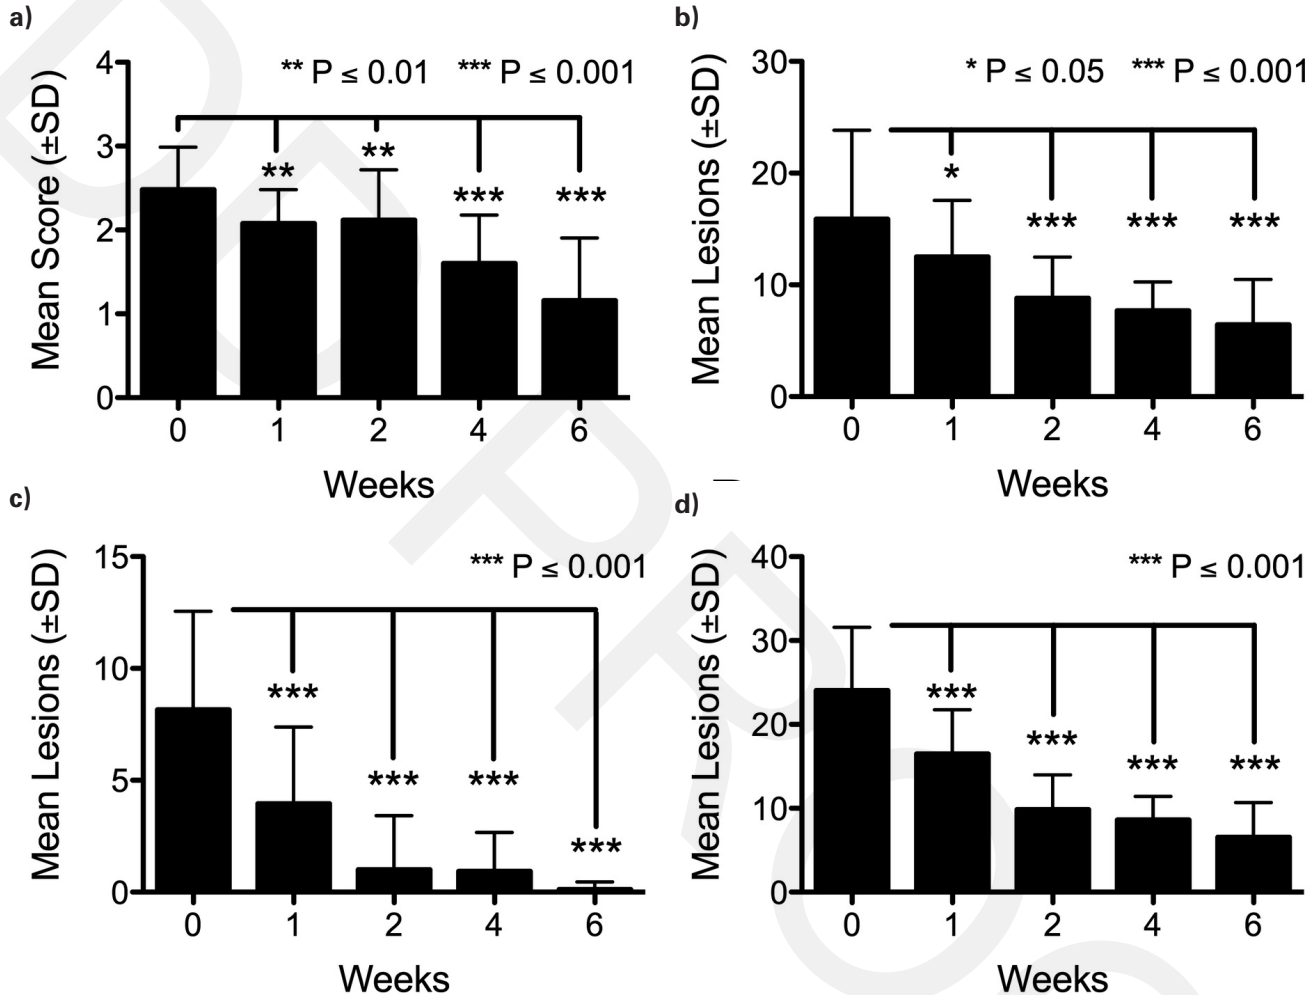 a)
Mean Score (±SD)
** P ≤ 0.01 *** P ≤ 0.001
4
3
2
1
0
** ** *** ***
0 1 2 4 6
Weeks
b)
Mean Lesions (±SD)
* P ≤ 0.05 *** P ≤ 0.001
30
20
10
0
* *** *** ***
0 1 2 4 6
Weeks
c)
Mean Lesions (±SD)
*** P ≤ 0.001
15
10
5
0
*** *** *** ***
0 1 2 4 6
Weeks
d)
Mean Lesions (±SD)
*** P ≤ 0.001
40
30
20
10
0
*** *** *** ***
0 1 2 4 6
Weeks